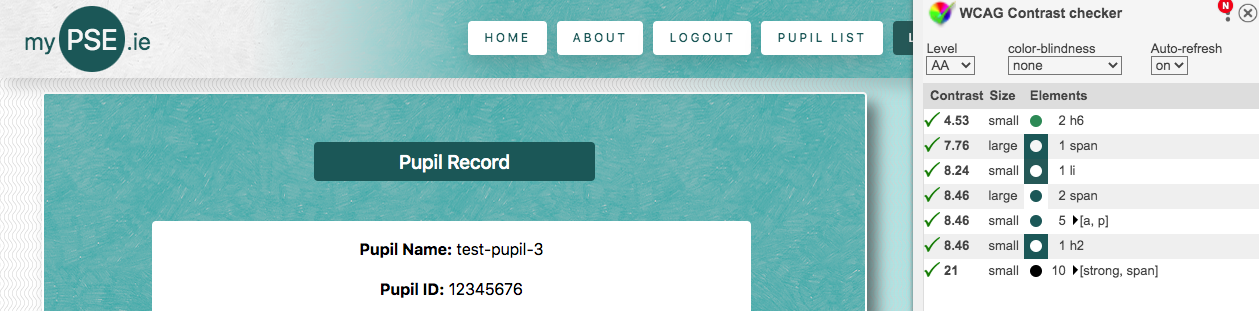 myPSE.ie
HOME
ABOUT
LOGOUT
PUPIL LIST
Pupil Record
Pupil Name: test-pupil-3
Pupil ID: 12345676
WCAG Contrast checker
N
Level
color-blindness
Auto-refresh
AA
none
on
Contrast Size Elements
4.53 small 2 h6
7.76 large 1 span
8.24 small 1 li
8.46 large 2 span
8.46 small 5 [a, p]
8.46 small 1 h2
21 small 10 [strong, span]